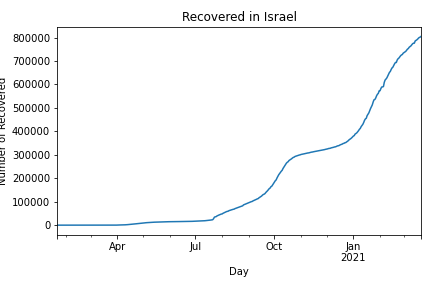 Recovered in Israel
800000
700000
600000
500000
400000
300000
200000
100000
0
Number of Recovered
Apr
Jul
Oct
Jan
2021
Day